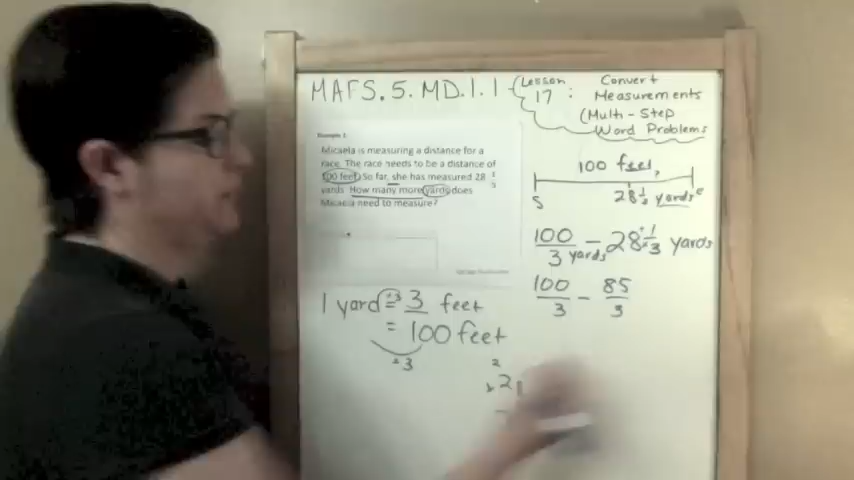 MAFS.5.MD.1.1
Lesson 17:
Convert
Measurements
(Multi-Step
Word Problems
Example 3
Micaela is measuring a distance for a
race. The race needs to be a distance of
100 feet. So far, she has measured 28 1/3
yards. How many more yards does
Micaela need to measure?
100 feet
S
28 1/3 yards
100/3 yards - 28 1/3 yards
100/3 - 85/3
1 yard = 3 feet
= 100 feet
÷3
2